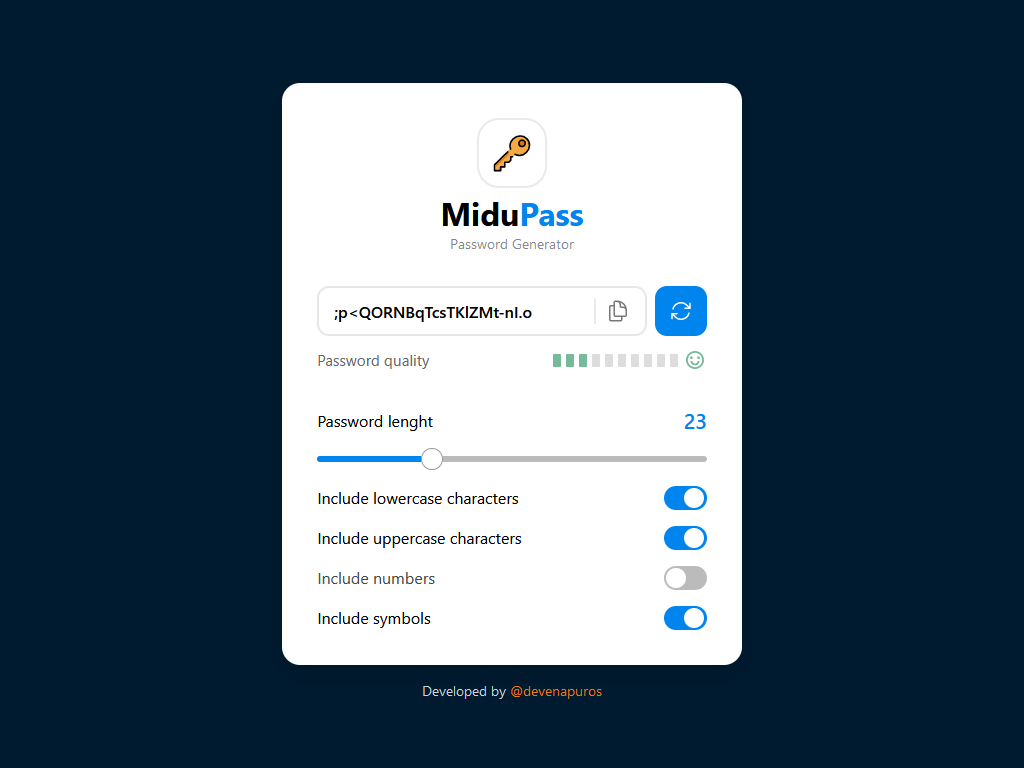 MiduPass
Password Generator
;p<QORNBqTcsTKlZMt-nI.o
Password quality
Password lenght 23
Include lowercase characters
Include uppercase characters
Include numbers
Include symbols
Developed by @devenapuros